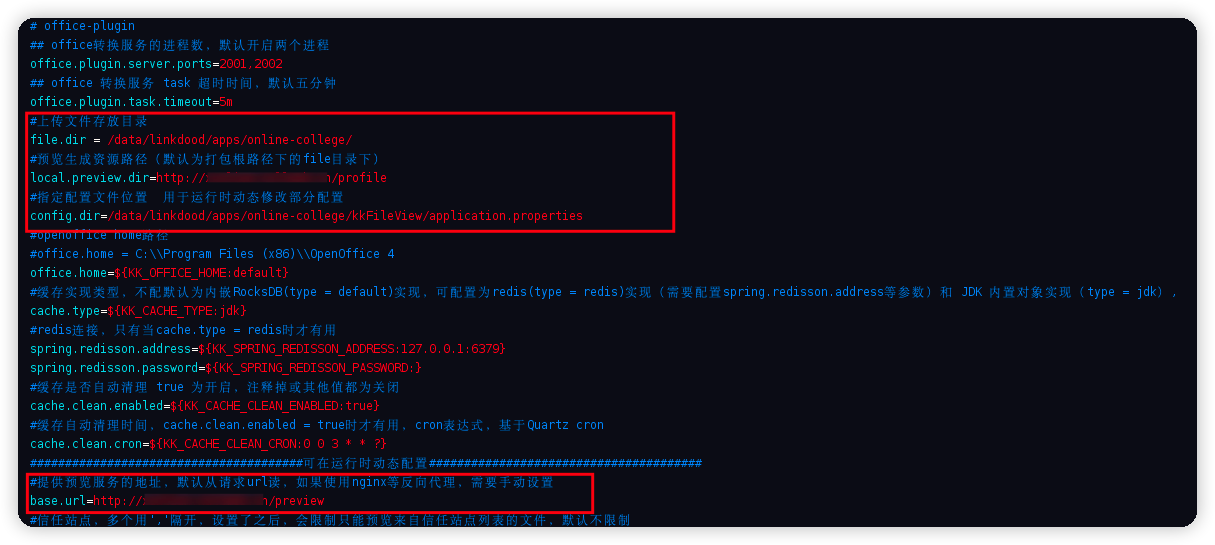 # office-plugin
## office转换服务的进程数，默认开启两个进程
office.plugin.server.ports=2001,2002
## office 转换服务 task 超时时间，默认五分钟
office.plugin.task.timeout=5m
#上传文件存放目录
file.dir = /data/linkdood/apps/online-college/
#预览生成资源路径（默认为打包根路径下的file目录下）
local.preview.dir=http:///profile
#指定配置文件位置  用于运行时动态修改部分配置
config.dir=/data/linkdood/apps/online-college/kkFileView/application.properties
#openoffice home路径
#office.home = C:\\Program Files (x86)\\OpenOffice 4
office.home=${KK_OFFICE_HOME:default}
#缓存实现类型，不配默认为内嵌RocksDB(type = default)实现，可配置为redis(type = redis)实现（需要配置spring.redisson.address等参数）和 JDK 内置对象实现（type = jdk）,
cache.type=${KK_CACHE_TYPE:jdk}
#redis连接，只有当cache.type = redis时才有用
spring.redisson.address=${KK_SPRING_REDISSON_ADDRESS:127.0.0.1:6379}
spring.redisson.password=${KK_SPRING_REDISSON_PASSWORD:}
#缓存是否自动清理 true 为开启，注释掉或其他值都为关闭
cache.clean.enabled=${KK_CACHE_CLEAN_ENABLED:true}
#缓存自动清理时间，cache.clean.enabled = true时才有用，cron表达式，基于Quartz cron
cache.clean.cron=${KK_CACHE_CLEAN_CRON:0 0 3 * * ?}
#######################################可在运行时动态配置#######################################
#提供预览服务的地址，默认从请求url读，如果使用nginx等反向代理，需要手动设置
base.url=http:///preview
#信任站点，多个用','隔开，设置了之后，会限制只能预览来自信任站点列表的文件，默认不限制